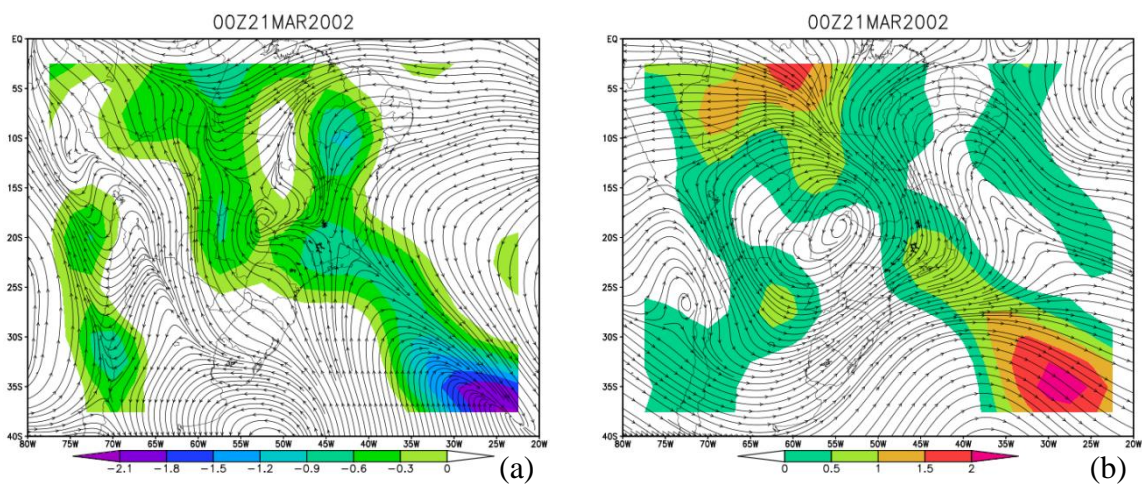 00Z21MAR2002
EQ
5S
10S
15S
20S
25S
30S
35S
40S
80W 75W 70W 65W 60W 55W 50W 45W 40W 35W 30W 25W 20W
-2.1 -1.8 -1.5 -1.2 -0.9 -0.6 -0.3 0
(a)
00Z21MAR2002
EQ
5S
10S
15S
20S
25S
30S
35S
40S
80W 75W 70W 65W 60W 55W 50W 45W 40W 35W 30W 25W 20W
0 0.5 1 1.5 2
(b)